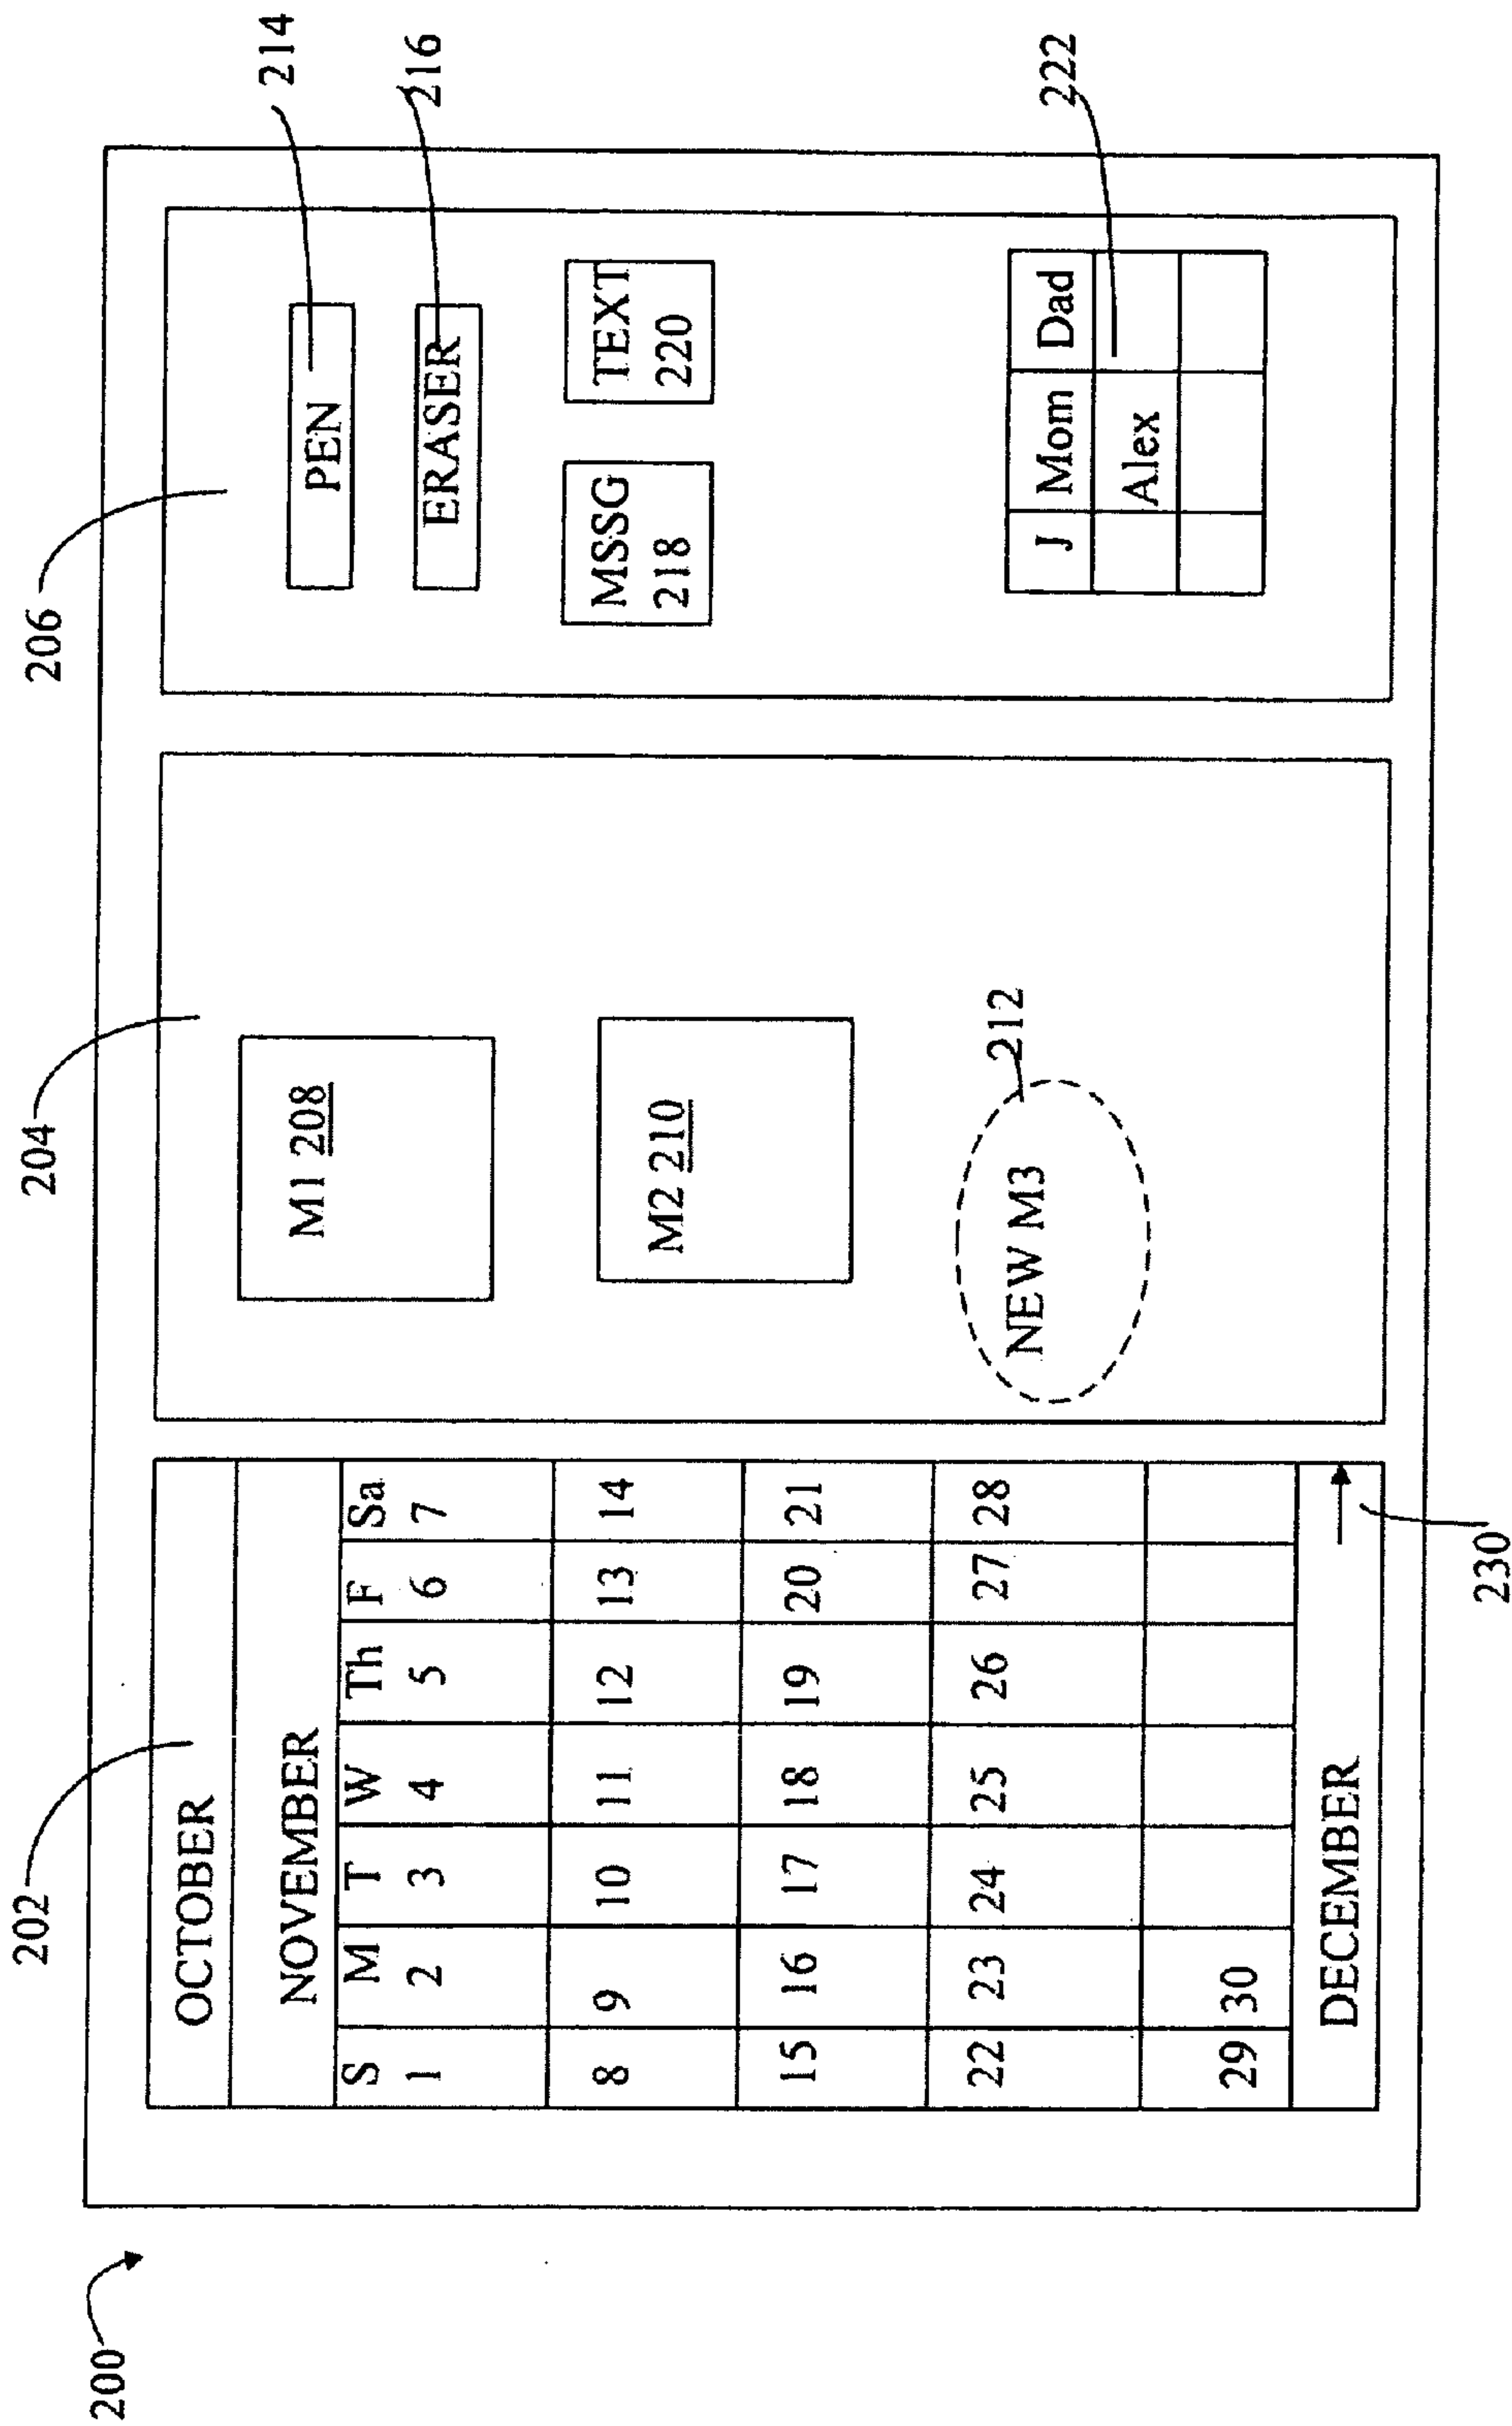 200
202
204
206
OCTOBER
NOVEMBER
S M T W Th F Sa
1 2 3 4 5 6 7
8 9 10 11 12 13 14
15 16 17 18 19 20 21
22 23 24 25 26 27 28
29 30
DECEMBER
230
M1 208
M2 210
NEW M3
212
PEN
214
ERASER
216
MSSG
218
TEXT
220
J Mom Dad
Alex
222